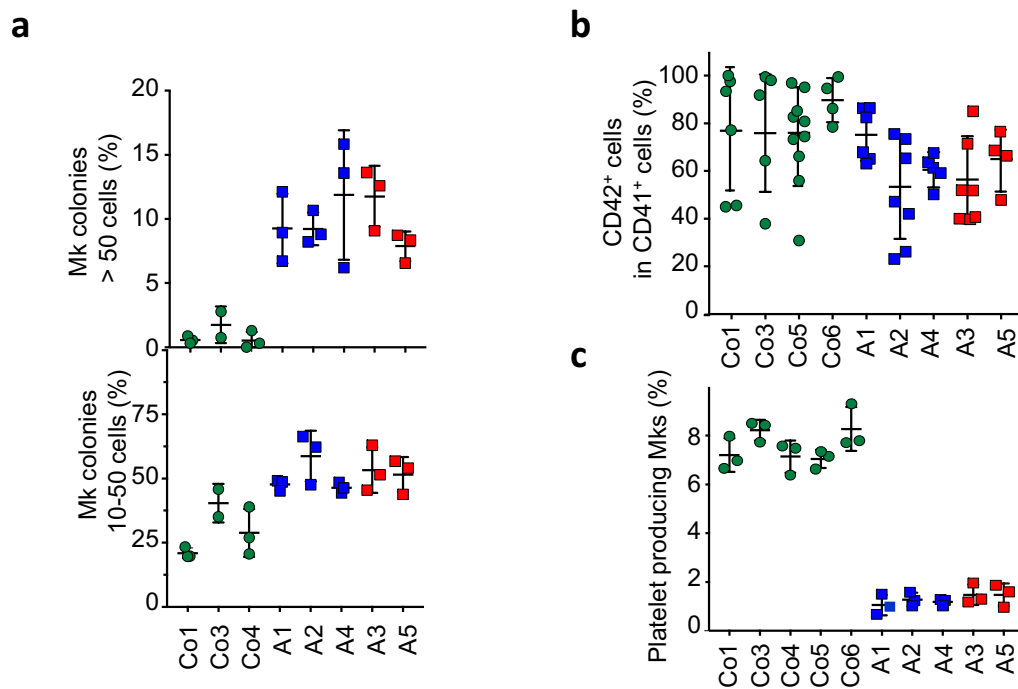 a
Mk colonies
> 50 cells (%)
20
15
10
5
0
Mk colonies
10-50 cells (%)
75
50
25
0
Co1
Co3
Co4
A1
A2
A4
A3
A5
b
CD42⁺ cells
in CD41⁺ cells (%)
100
80
60
40
20
0
Co1
Co3
Co5
Co6
A1
A2
A4
A3
A5
c
Platelet producing Mks (%)
8
6
4
2
0
Co1
Co3
Co4
Co5
Co6
A1
A2
A4
A3
A5